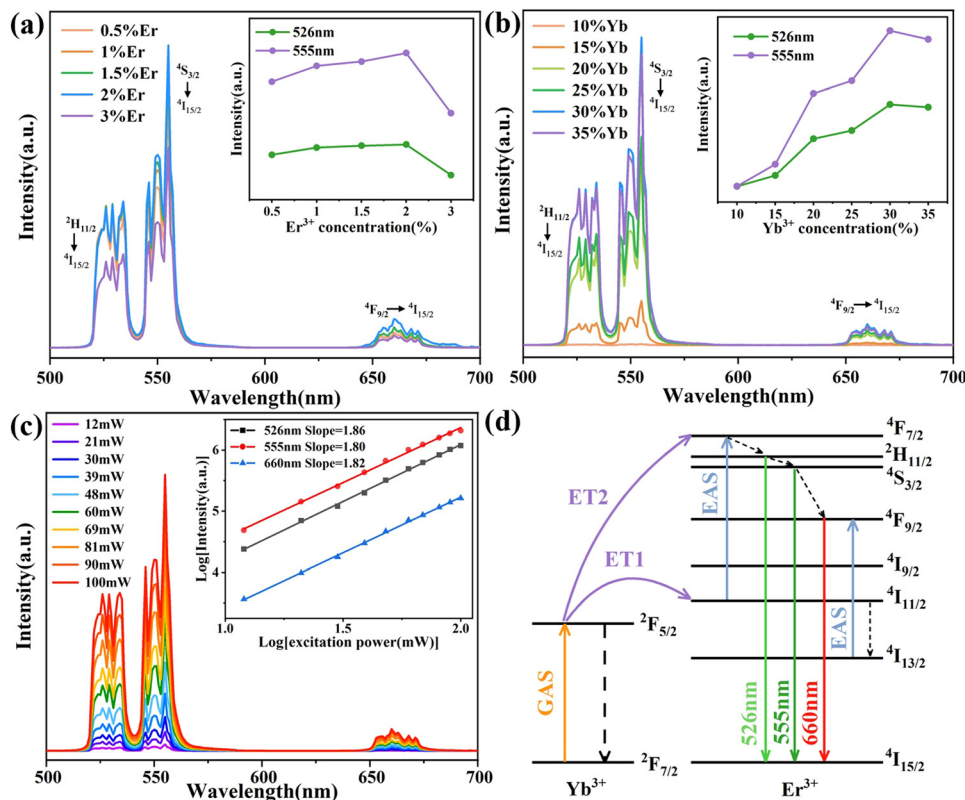 (a)
0.5%Er
1%Er
1.5%Er
2%Er
3%Er
⁴S₃/₂
⁴I₁₅/₂
²H₁₁/₂
⁴I₁₅/₂
⁴F₉/₂ → ⁴I₁₅/₂
Intensity(a.u.)
500 550 600 650 700
Wavelength(nm)
526nm
555nm
Intensity(a.u.)
0.5 1 1.5 2 3
Er³⁺ concentration(%)
(b)
10%Yb
15%Yb
20%Yb
25%Yb
30%Yb
35%Yb
⁴S₃/₂
⁴I₁₅/₂
²H₁₁/₂
⁴I₁₅/₂
⁴F₉/₂ → ⁴I₁₅/₂
Intensity(a.u.)
500 550 600 650 700
Wavelength(nm)
526nm
555nm
Intensity(a.u.)
10 15 20 25 30 35
Yb³⁺ concentration(%)
(c)
12mW
21mW
30mW
39mW
48mW
60mW
69mW
81mW
90mW
100mW
Intensity(a.u.)
500 550 600 650 700
Wavelength(nm)
526nm Slope=1.86
555nm Slope=1.80
660nm Slope=1.82
Log[Intensity(a.u.)]
6
5
4
1.0 1.5 2.0
Log[excitation power(mW)]
(d)
⁴F₇/₂
²H₁₁/₂
⁴S₃/₂
⁴F₉/₂
⁴I₉/₂
⁴I₁₁/₂
⁴I₁₃/₂
⁴I₁₅/₂
ET2
ET1
EAS
EAS
GAS
²F₅/₂
²F₇/₂
526nm
555nm
660nm
Yb³⁺
Er³⁺